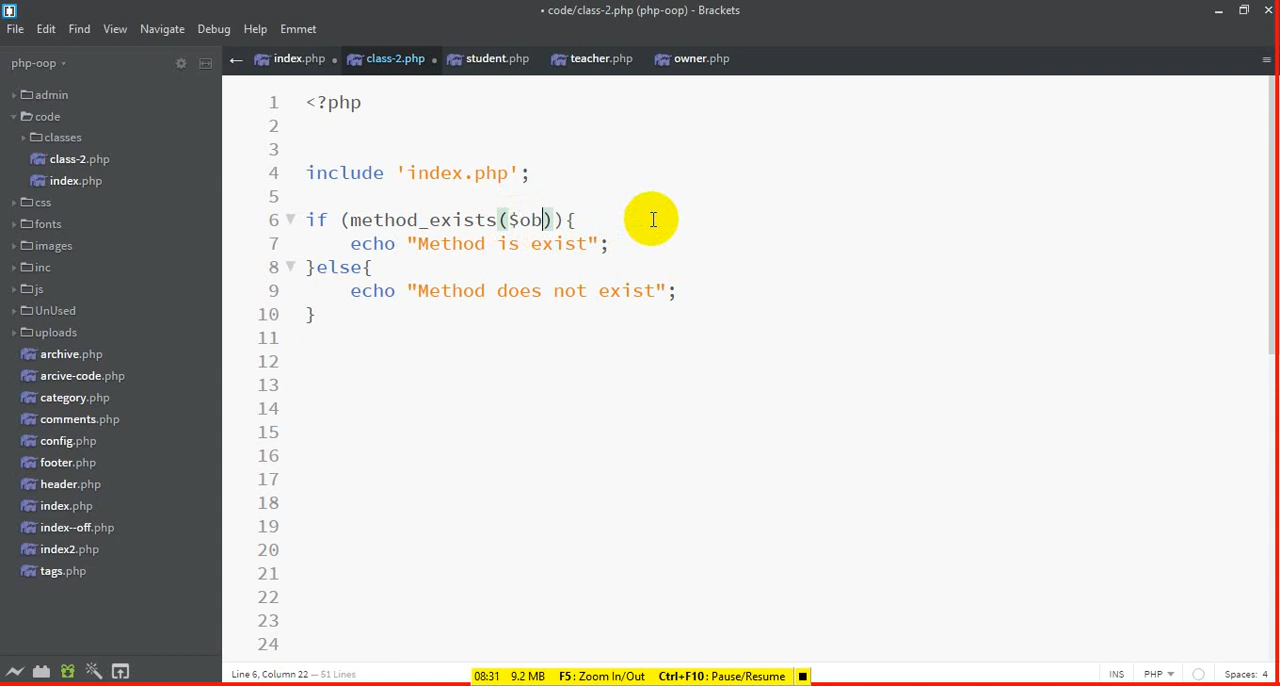 • code/class-2.php (php-oop) - Brackets
File Edit Find View Navigate Debug Help Emmet
php-oop
index.php • class-2.php • student.php teacher.php owner.php
admin
code
classes
class-2.php
index.php
css
fonts
images
inc
js
UnUsed
uploads
archive.php
arcive-code.php
category.php
comments.php
config.php
footer.php
header.php
index.php
index--off.php
index2.php
tags.php
1 <?php
2
3
4 include 'index.php';
5
6 if (method_exists($ob)){
7 echo "Method is exist";
8 }else{
9 echo "Method does not exist";
10 }
11
12
13
14
15
16
17
18
19
20
21
22
23
24
Line 6, Column 22 — 51 Lines
08:31 9.2 MB F5: Zoom In/Out Ctrl+F10: Pause/Resume
INS PHP Spaces: 4